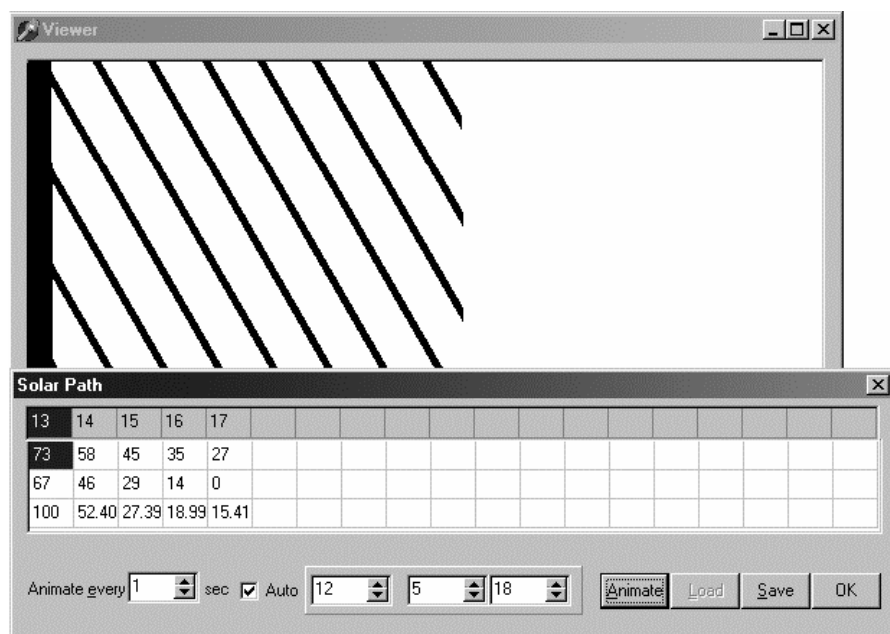 Viewer
Solar Path
13 14 15 16 17
73 58 45 35 27
67 46 29 14 0
100 52.40 27.39 18.99 15.41
Animate every 1 sec Auto 12 5 18 Animate Load Save OK